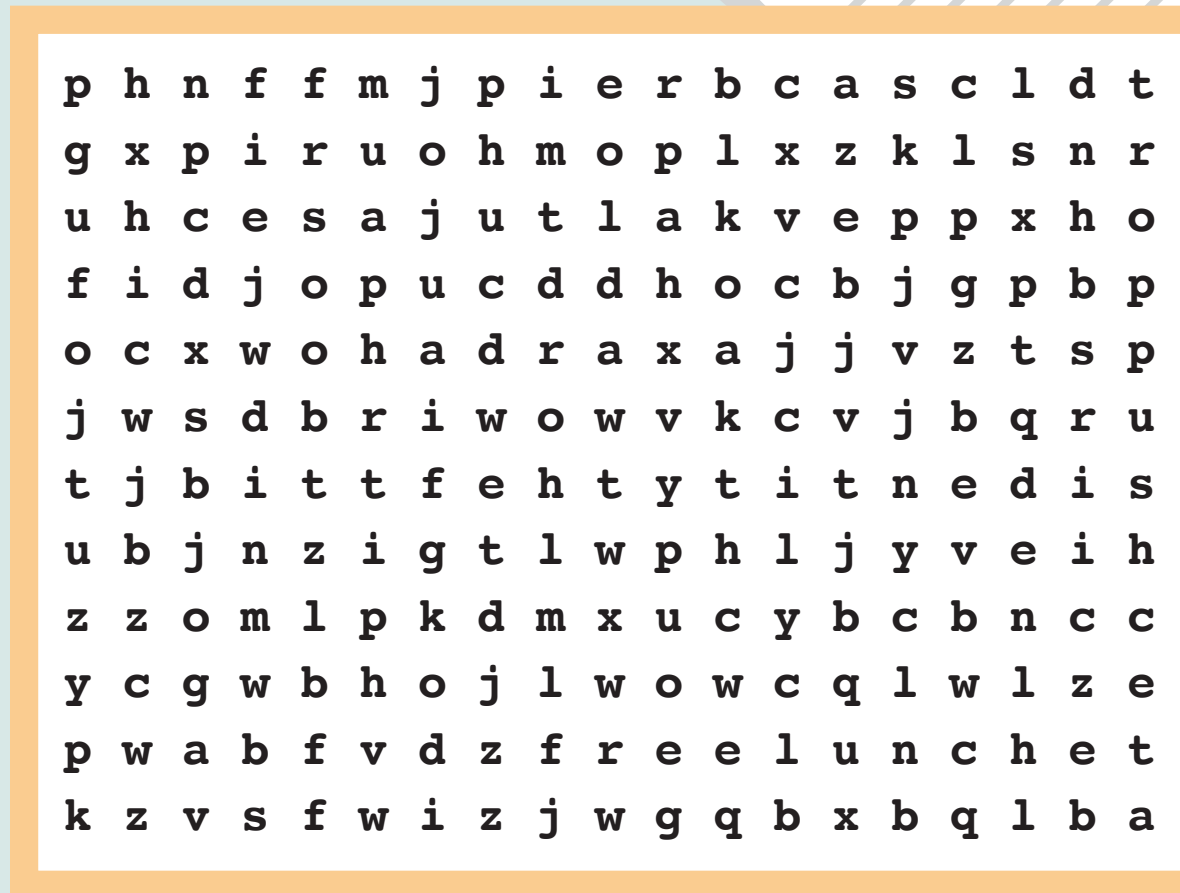 p h n f f m j p i e r b c a s c l d t
g x p i r u o h m o p l x z k l s n r
u h c e s a j u t l a k v e p p x h o
f i d j o p u c d d h o c b j g p b p
o c x w o h a d r a x a j j v z t s p
j w s d b r i w o w v k c v j b q r u
t j b i t t f e h t y t i t n e d i s
u b j n z i g t l w p h l j y v e i h
z z o m l p k d m x u c y b c b n c c
y c g w b h o j l w o w c q l w l z e
p w a b f v d z f r e e l u n c h e t
k z v s f w i z j w g q b x b q l b a